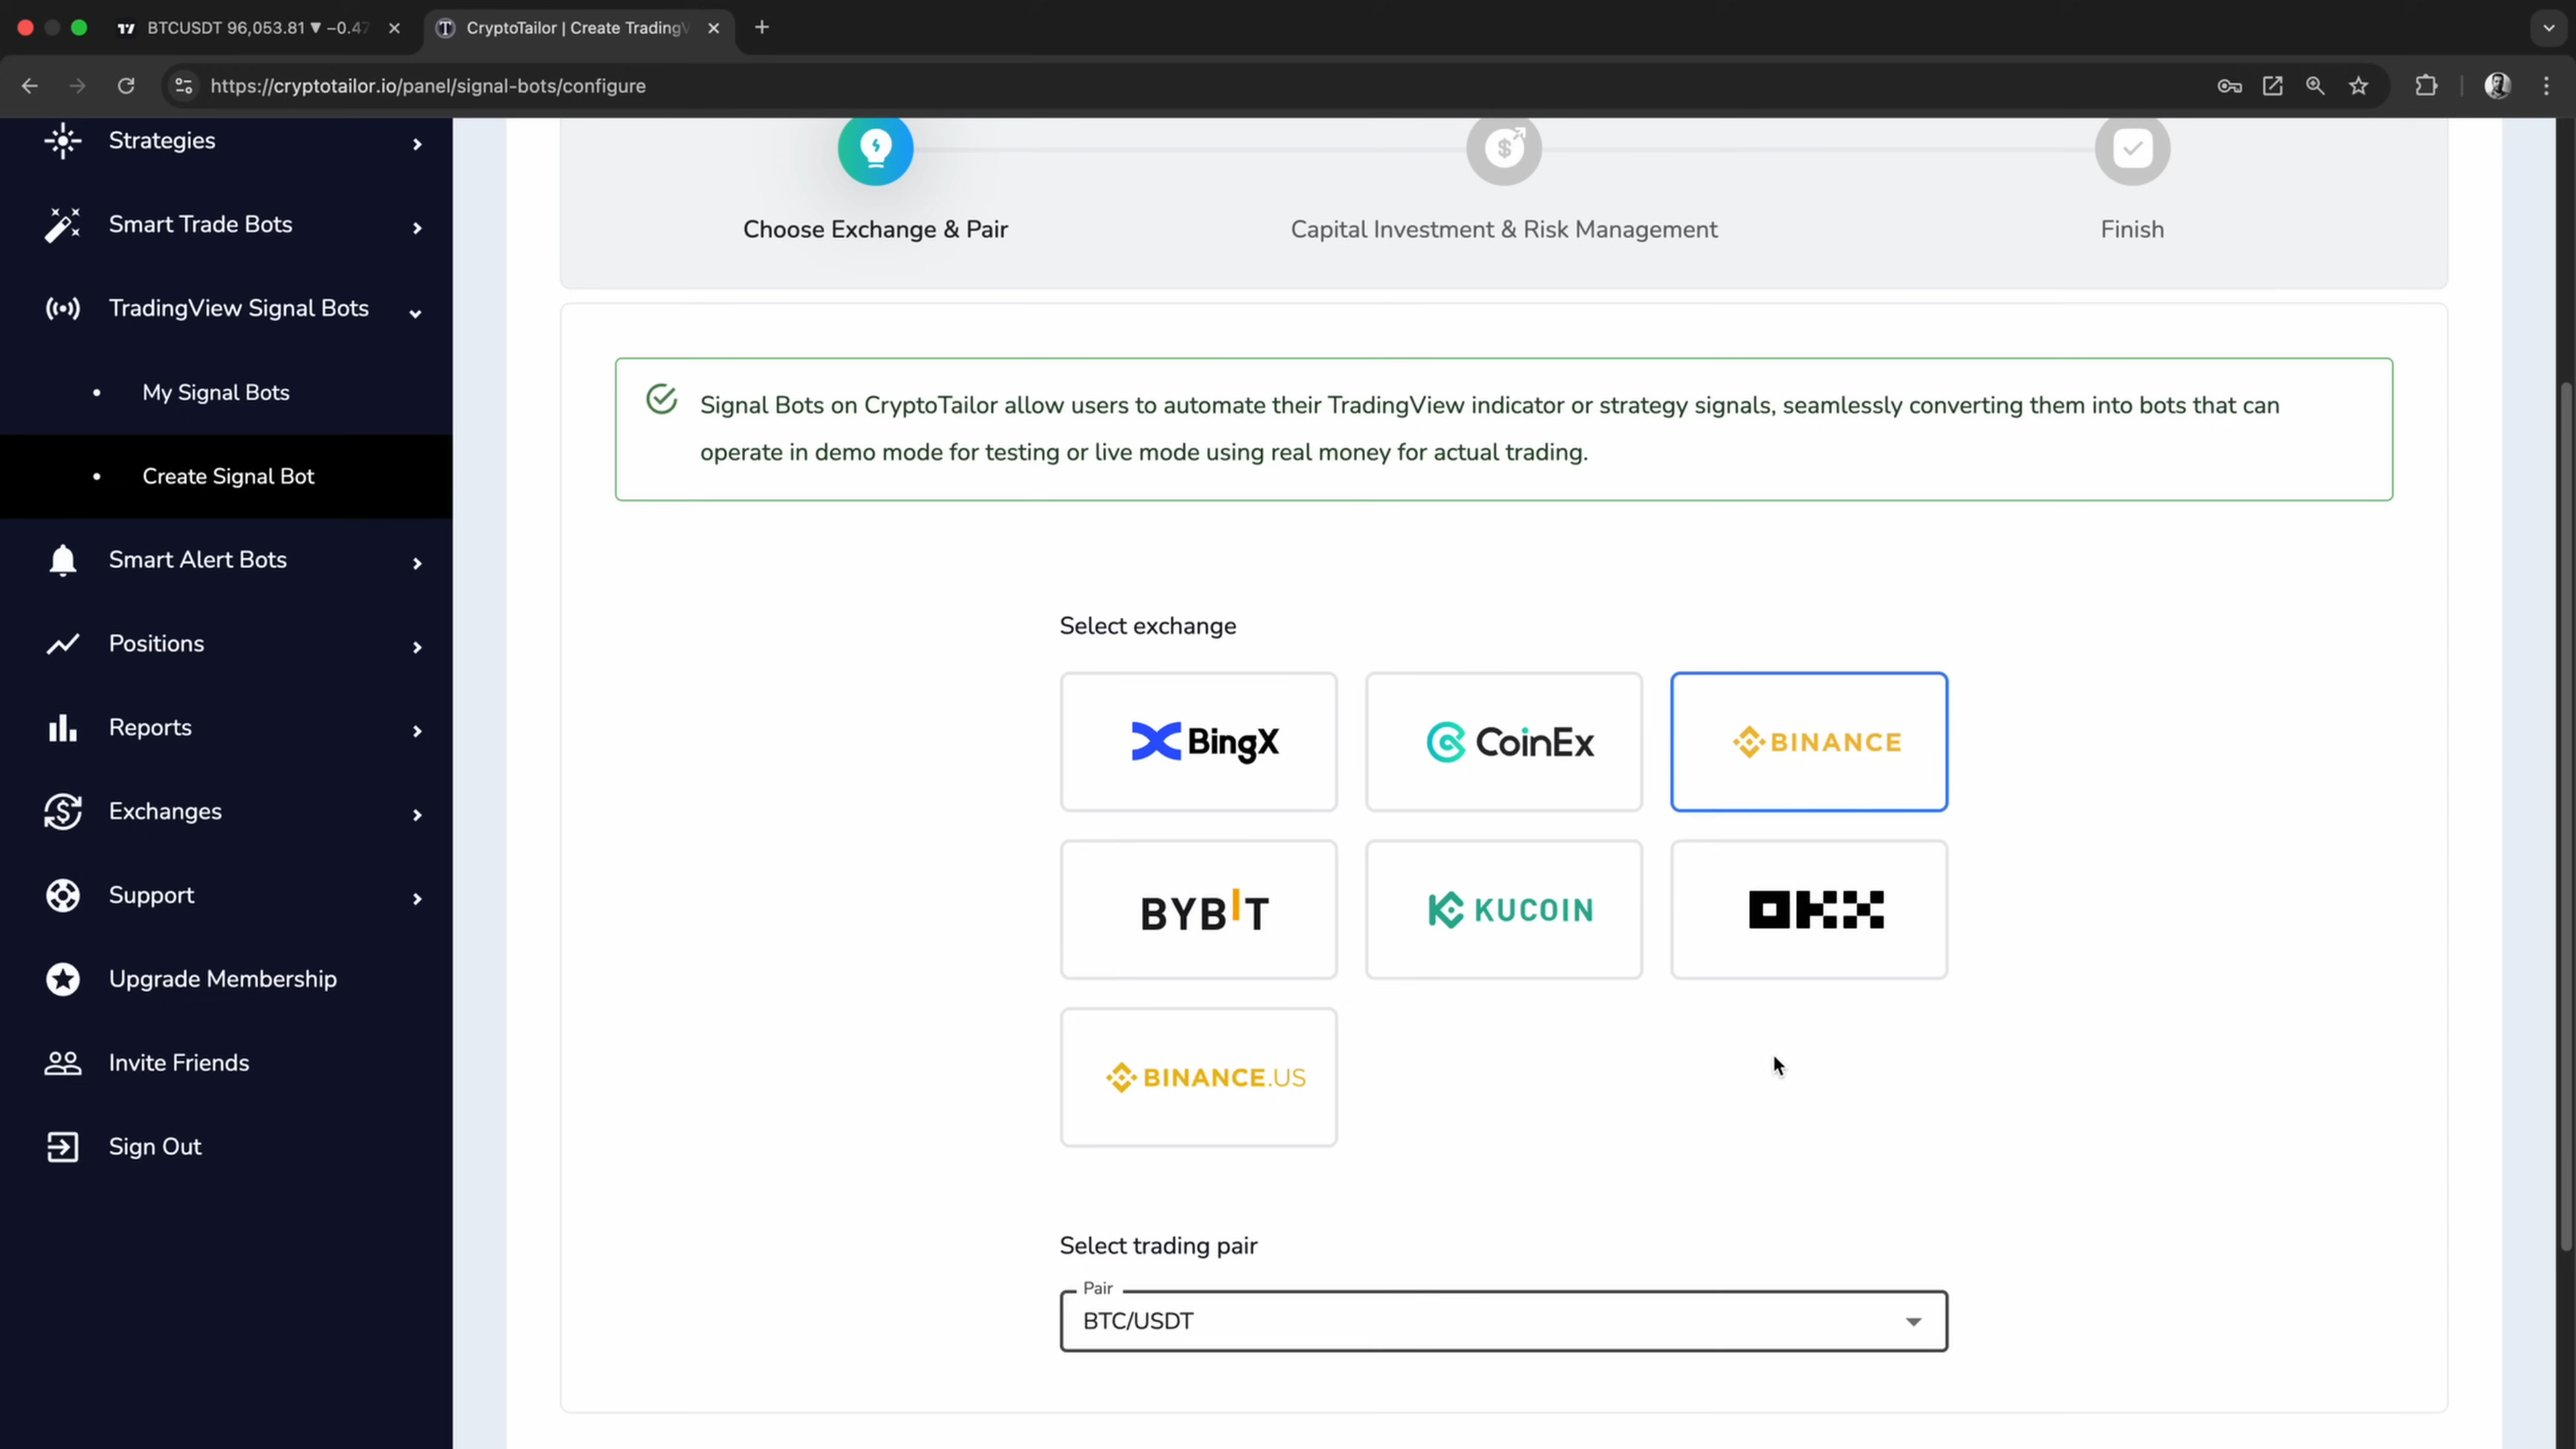 BTCUSDT 96,053.81 ▼ −0.47
CryptoTailor | Create TradingV
https://cryptotailor.io/panel/signal-bots/configure
Strategies
Smart Trade Bots
TradingView Signal Bots
My Signal Bots
Create Signal Bot
Smart Alert Bots
Positions
Reports
Exchanges
Support
Upgrade Membership
Invite Friends
Sign Out
Choose Exchange & Pair
Capital Investment & Risk Management
Finish
Signal Bots on CryptoTailor allow users to automate their TradingView indicator or strategy signals, seamlessly converting them into bots that can
operate in demo mode for testing or live mode using real money for actual trading.
Select exchange
BingX
CoinEx
BINANCE
BYBIT
KUCOIN
OKX
BINANCE.US
Select trading pair
Pair
BTC/USDT